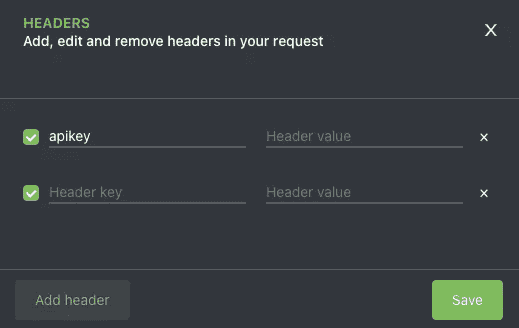 HEADERS
Add, edit and remove headers in your request
X
apikey Header value ×
Header key Header value ×
Add header Save